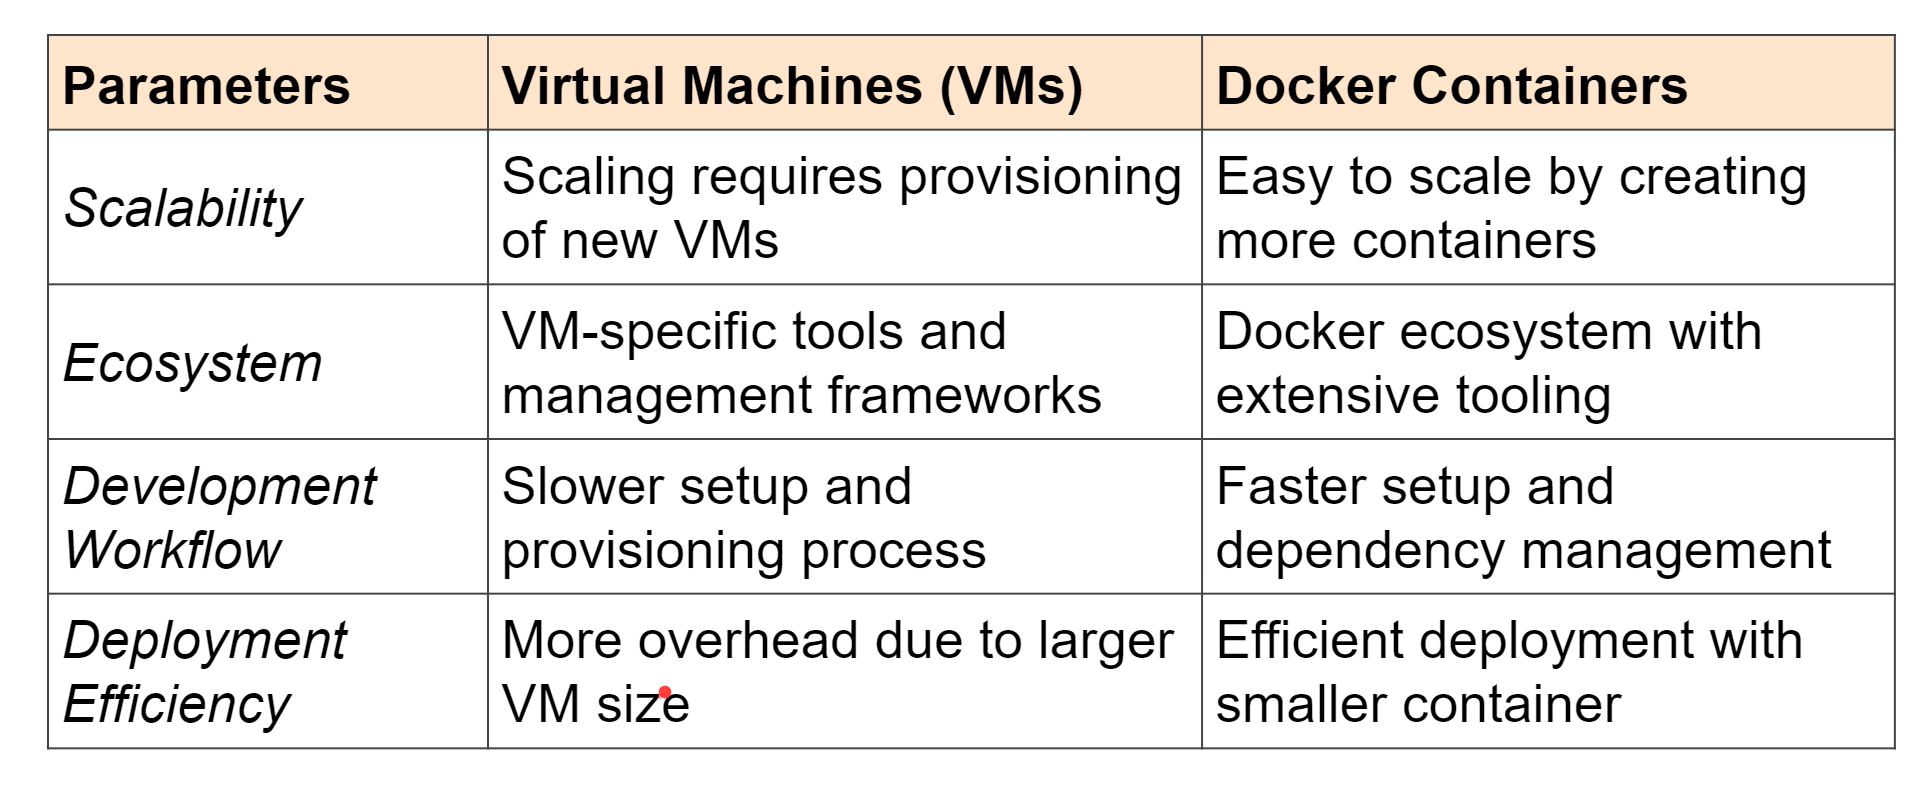 Parameters
Virtual Machines (VMs)
Docker Containers
Scalability
Scaling requires provisioning
of new VMs
Easy to scale by creating
more containers
Ecosystem
VM-specific tools and
management frameworks
Docker ecosystem with
extensive tooling
Development
Workflow
Slower setup and
provisioning process
Faster setup and
dependency management
Deployment
Efficiency
More overhead due to larger
VM size
Efficient deployment with
smaller container